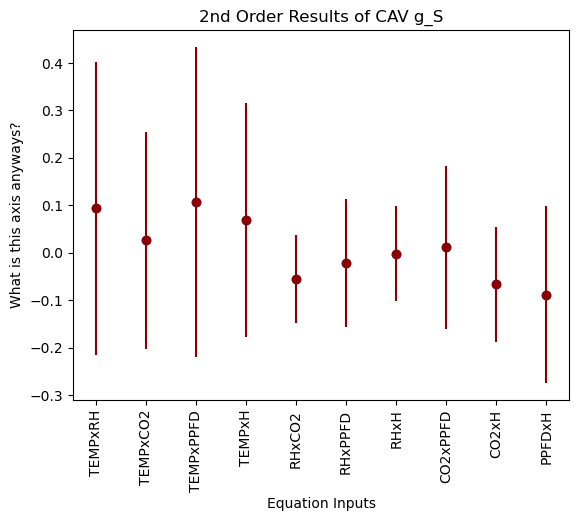 2nd Order Results of CAV g_S
What is this axis anyways?
0.4
0.3
0.2
0.1
0.0
−0.1
−0.2
−0.3
TEMPxRH
TEMPxCO2
TEMPxPPFD
TEMPxH
RHxCO2
RHxPPFD
RHxH
CO2xPPFD
CO2xH
PPFDxH
Equation Inputs